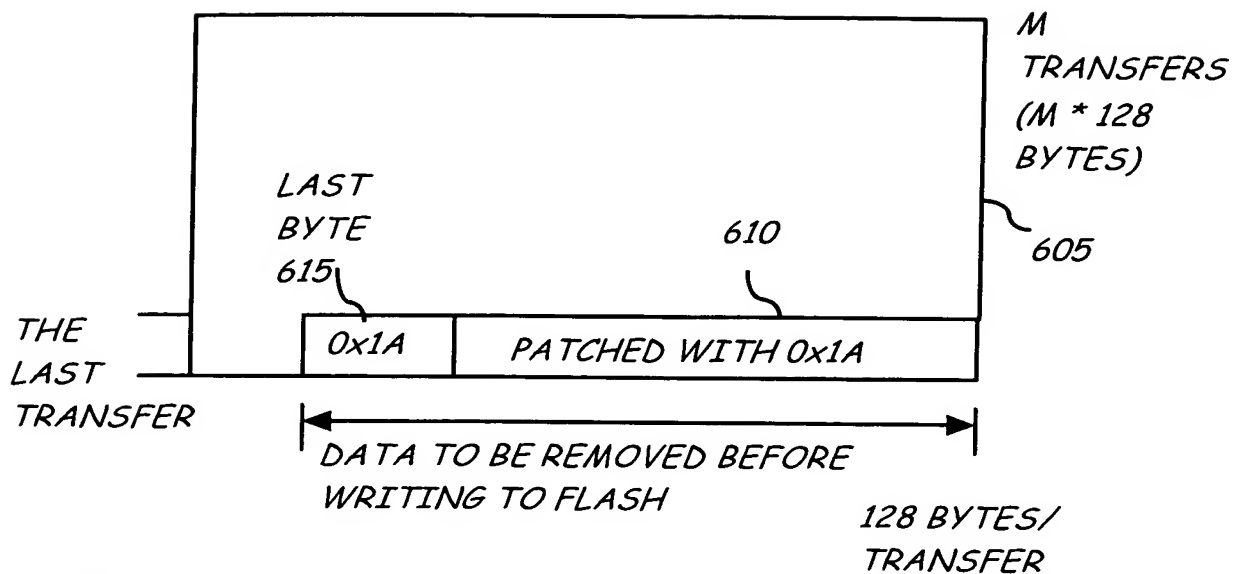 M
TRANSFERS
(M * 128
BYTES)
LAST
BYTE
615
610
605
THE
LAST
TRANSFER
0x1A
PATCHED WITH 0x1A
DATA TO BE REMOVED BEFORE
WRITING TO FLASH
128 BYTES/
TRANSFER